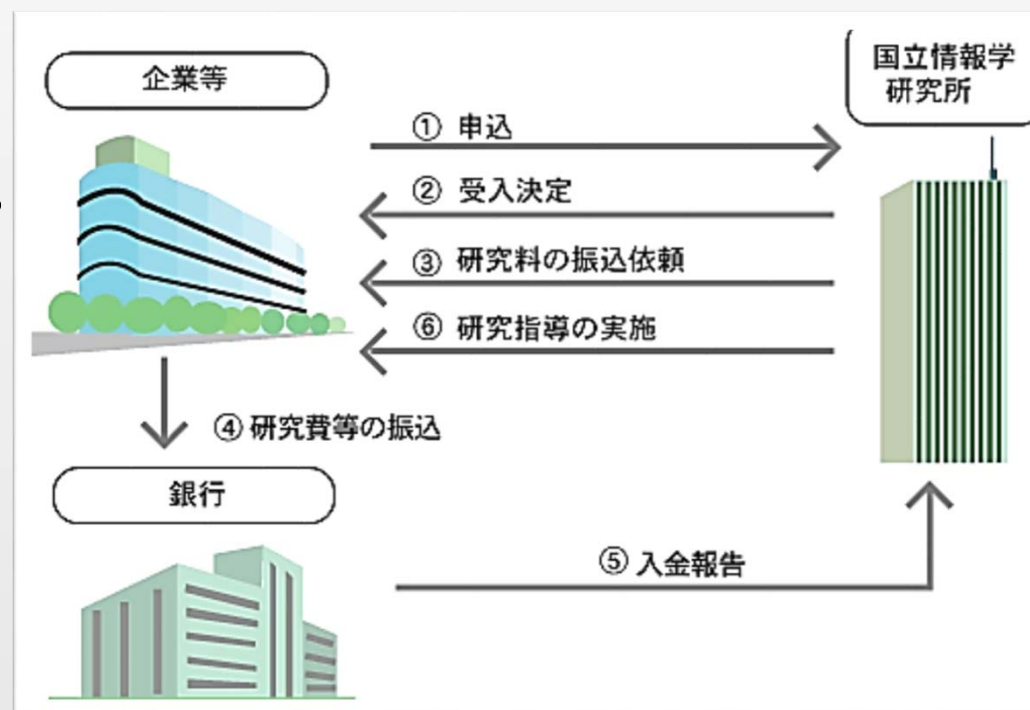 企業等
国立情報学
研究所
① 申込
② 受入決定
③ 研究料の振込依頼
⑥ 研究指導の実施
④ 研究費等の振込
銀行
⑤ 入金報告